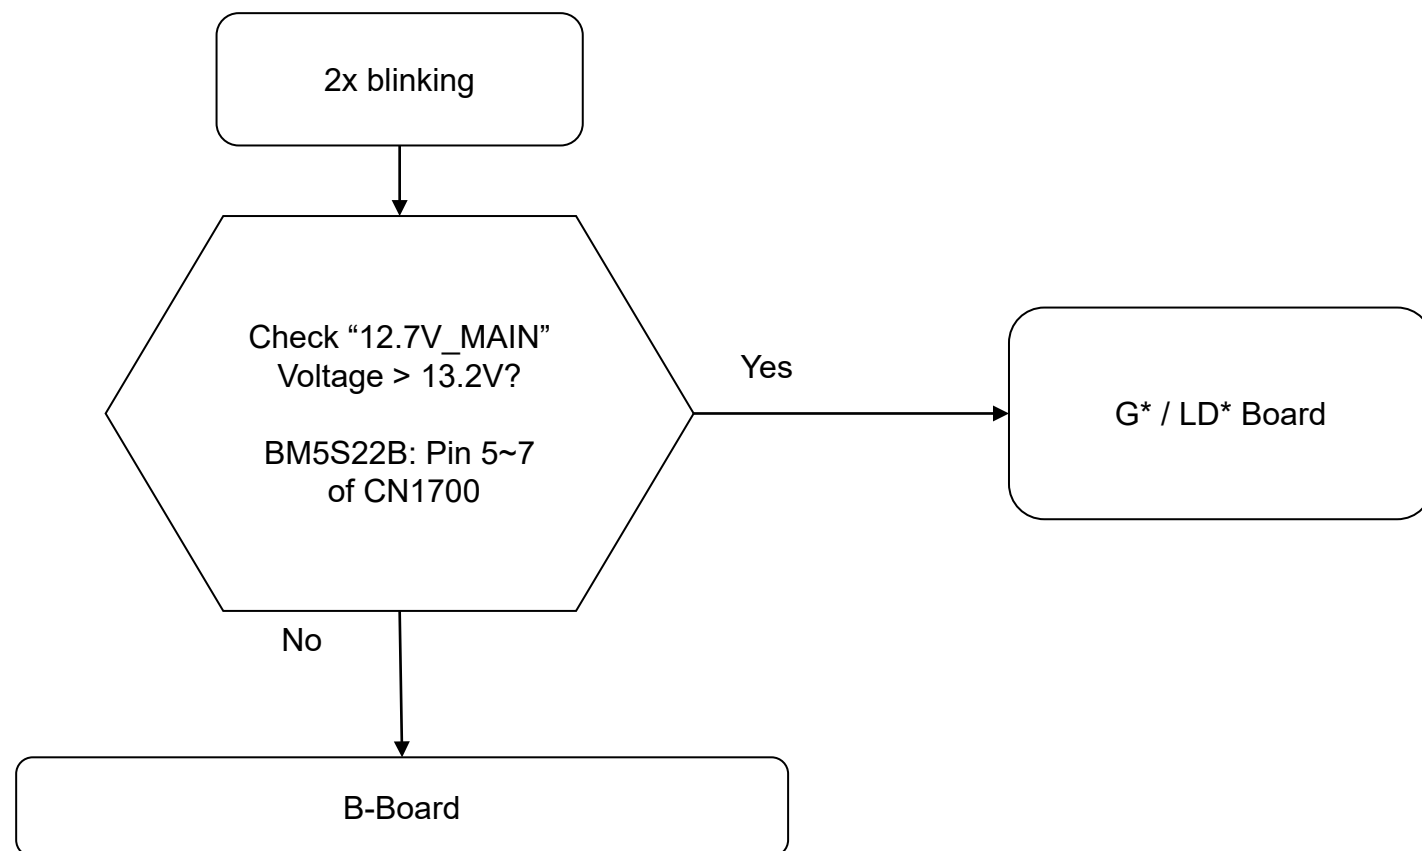 2x blinking
Check “12.7V_MAIN”
Voltage > 13.2V?
BM5S22B: Pin 5~7
of CN1700
Yes
G* / LD* Board
No
B-Board